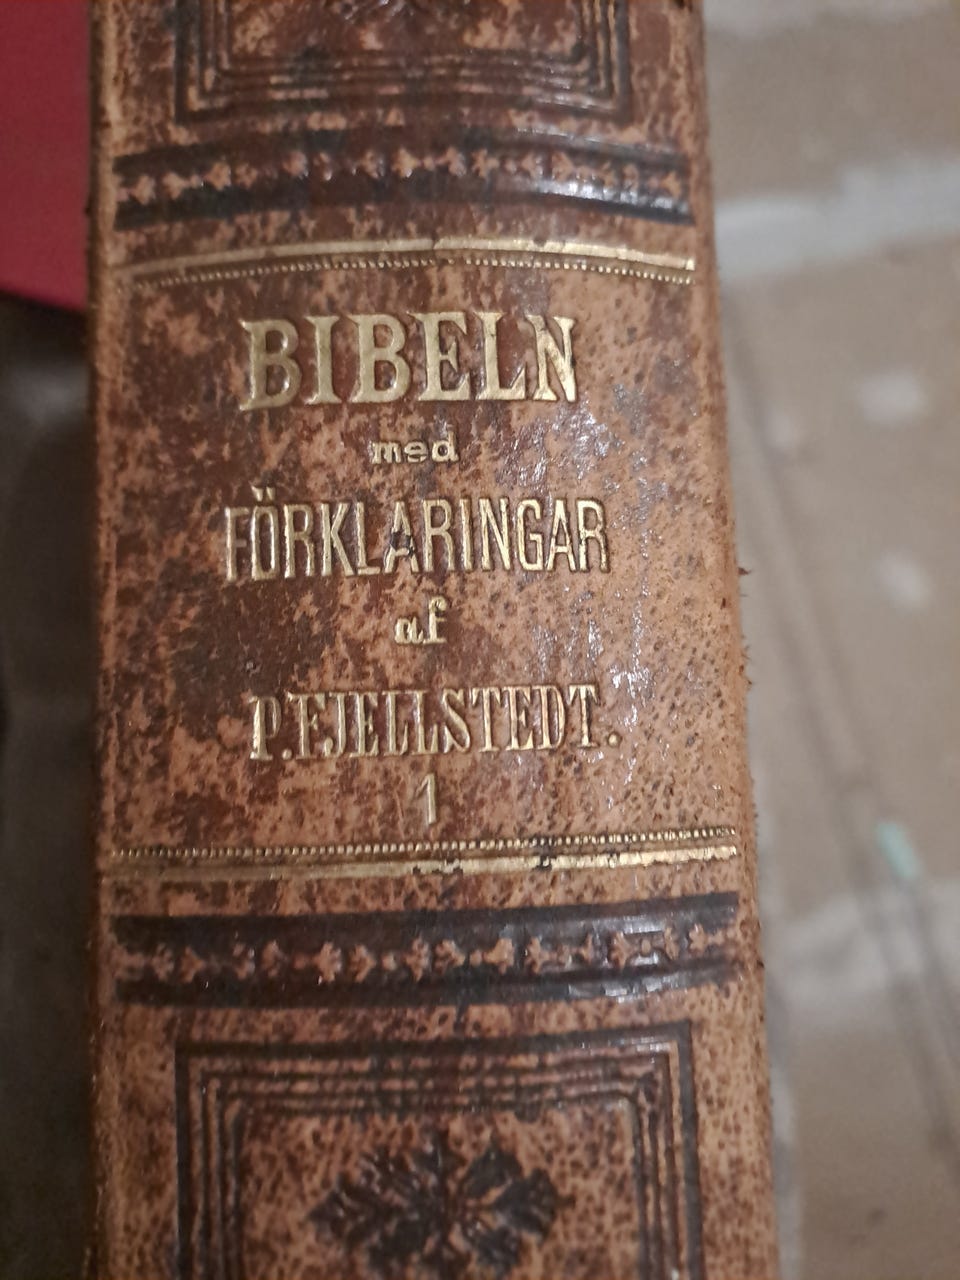 BIBELN
med
FÖRKLARINGAR
af
P. FJELLSTEDT.
1